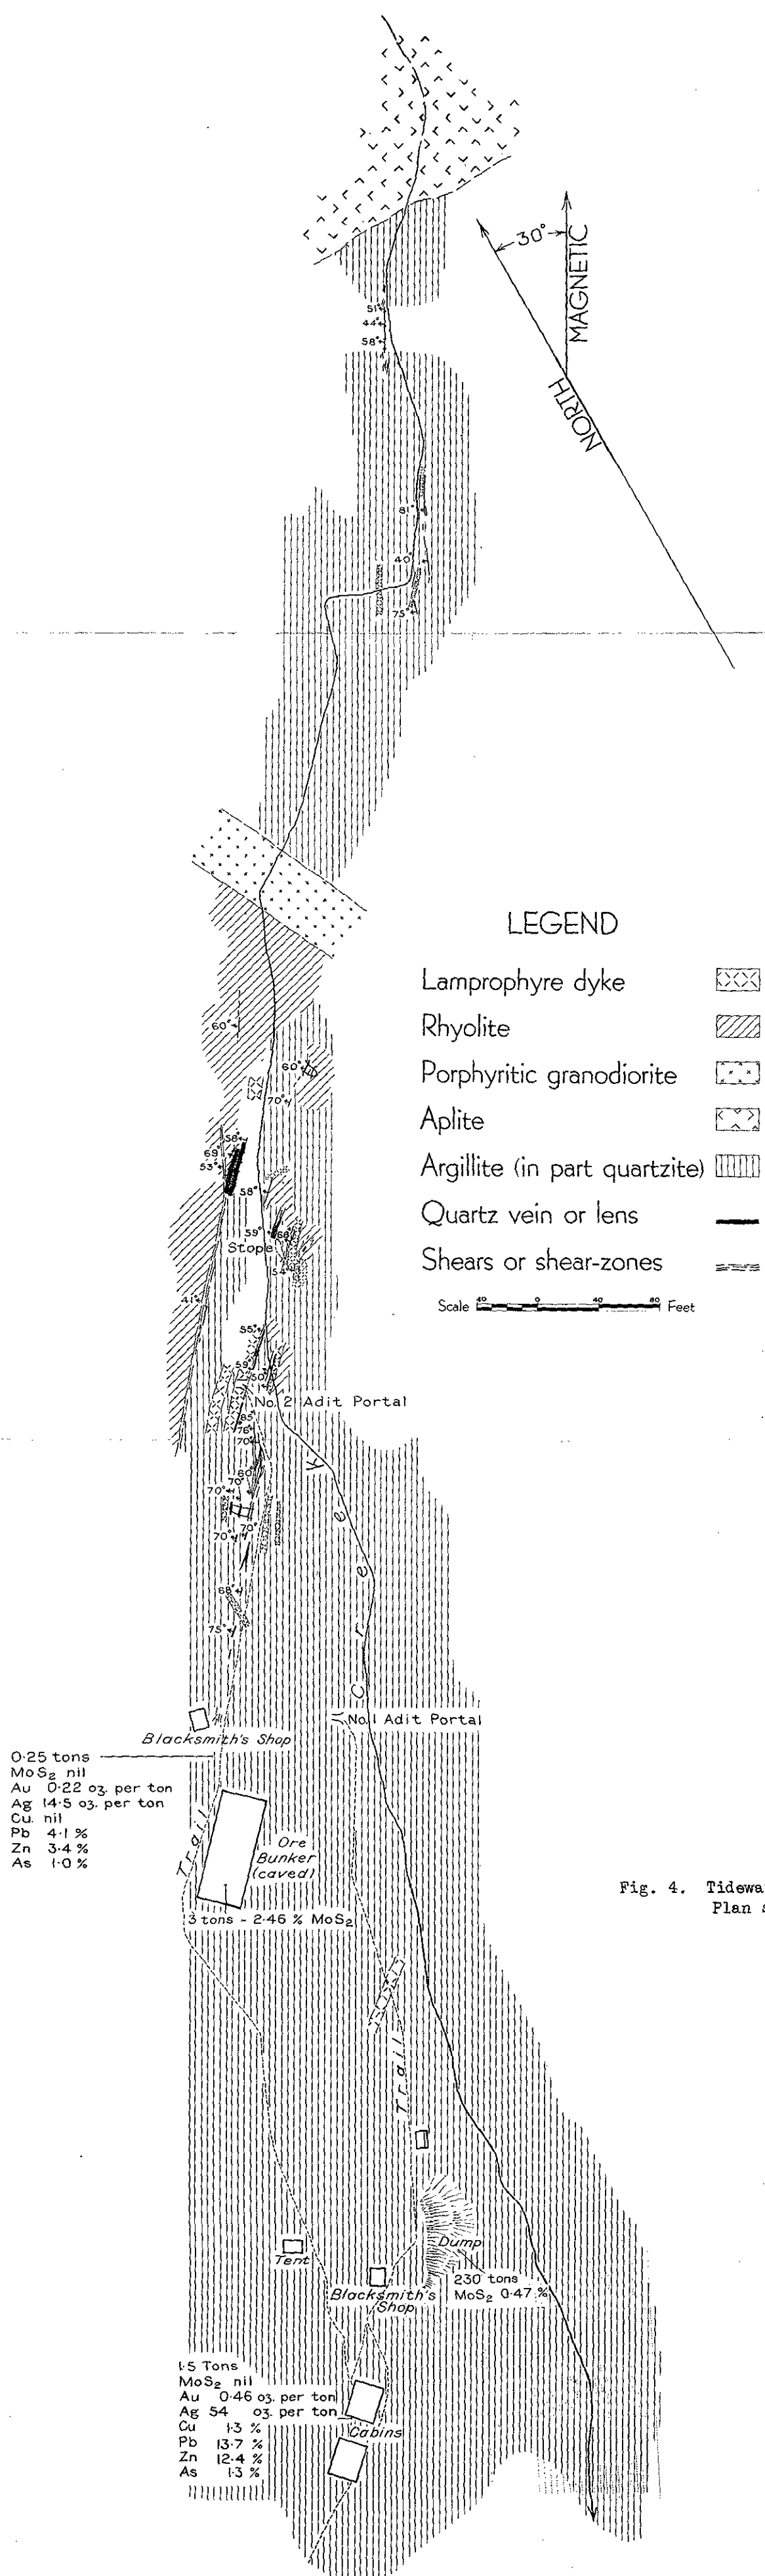 51°
44°
58°
30°
MAGNETIC
NORTH
81°
40°
75°
LEGEND
Lamprophyre dyke
Rhyolite
Porphyritic granodiorite
Aplite
Argillite (in part quartzite)
Quartz vein or lens
Shears or shear-zones
Scale 40 0 40 80 Feet
60°
60°
70°
58°
69°
53°
58°
59°
68°
Stope
54°
41°
55°
59°
50°
No. 2 Adit Portal
85°
76°
70°
80°
70°
70°
70°
70°
68°
75°
Creek
No. 1 Adit Portal
Blacksmith's Shop
0.25 tons
MoS2 nil
Au 0.22 oz. per ton
Ag 14.5 oz. per ton
Cu. nil
Pb 4.1 %
Zn 3.4 %
As 1.0 %
Trail
Ore
Bunker
(caved)
3 tons - 2.46 % MoS2
Fig. 4.
Plan
Trail
Dump
230 tons
MoS2 0.47 %
Tent
Blacksmith's
Shop
1.5 Tons
MoS2 nil
Au 0.46 oz. per ton
Ag 54 oz. per ton
Cu 1.3 %
Pb 13.7 %
Zn 12.4 %
As 1.3 %
Cabins